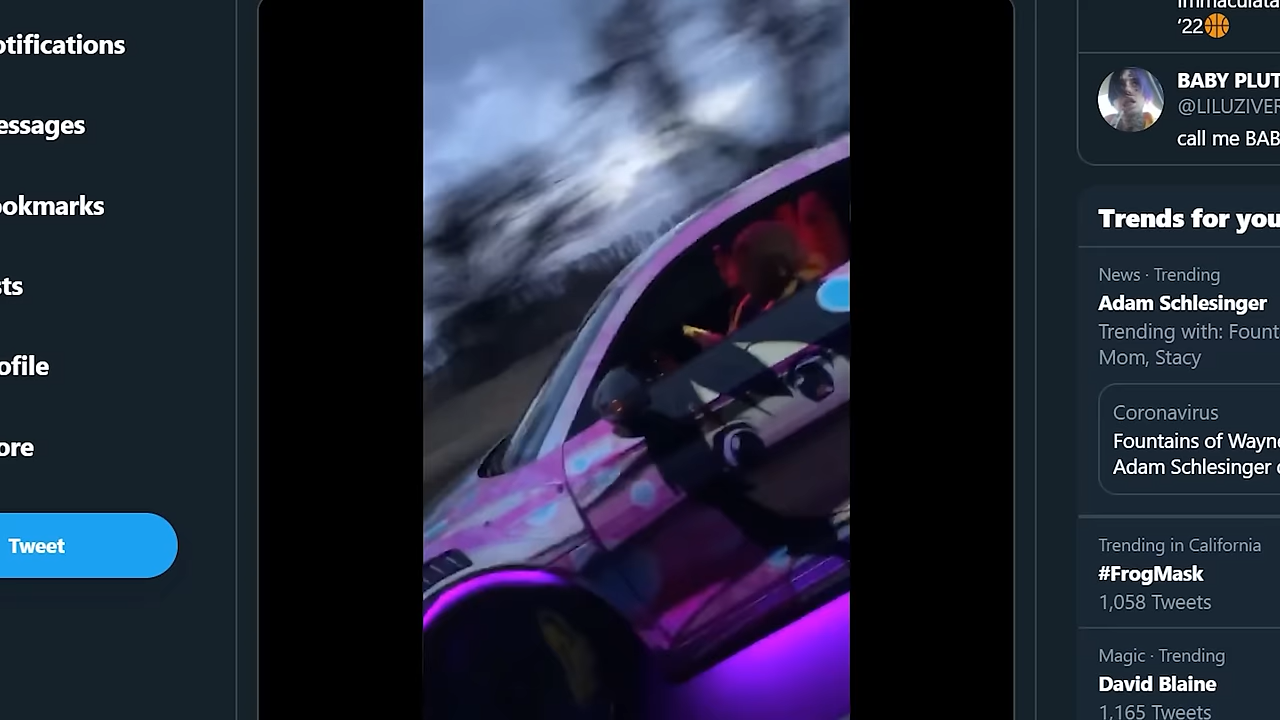 otifications
essages
ookmarks
sts
ofile
ore
Tweet
'22
BABY PLUT
@LILUZIVER
call me BAB
Trends for you
News · Trending
Adam Schlesinger
Trending with: Fount
Mom, Stacy
Coronavirus
Fountains of Wayne
Adam Schlesinger
Trending in California
#FrogMask
1,058 Tweets
Magic · Trending
David Blaine
1,165 Tweets